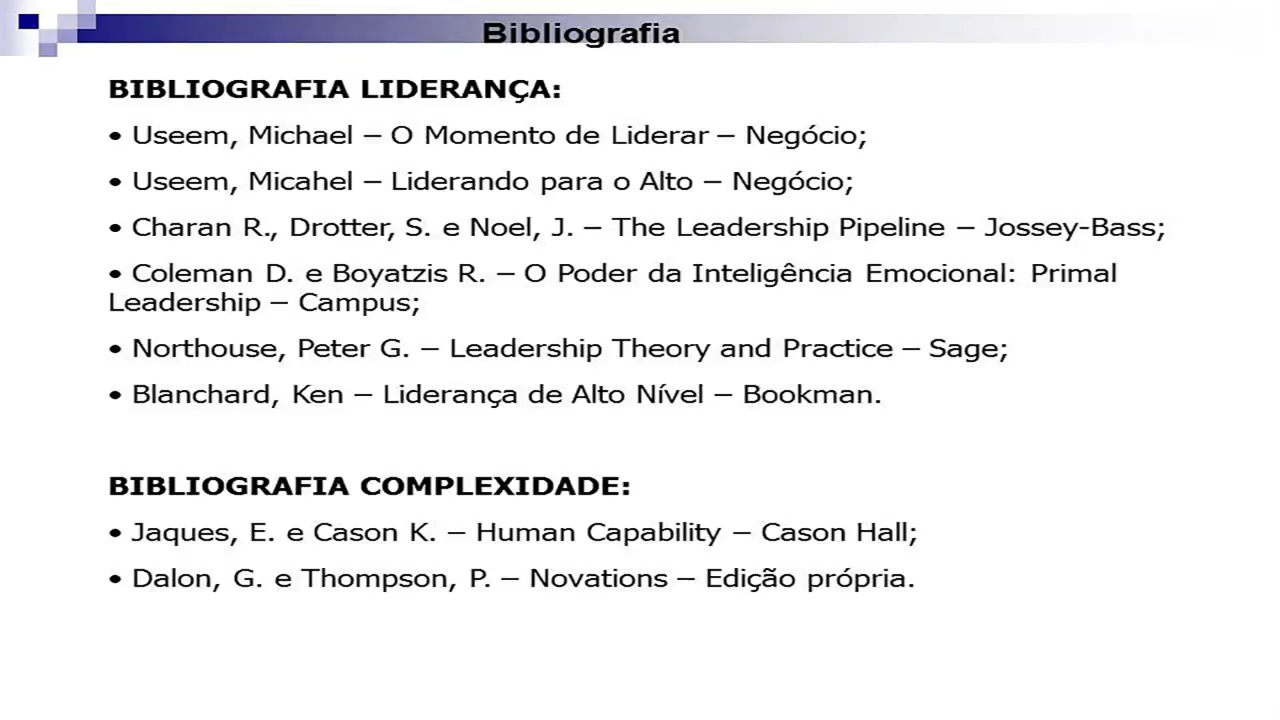 Bibliografia
BIBLIOGRAFIA LIDERANÇA:
• Useem, Michael – O Momento de Liderar – Negócio;
• Useem, Micahel – Liderando para o Alto – Negócio;
• Charan R., Drotter, S. e Noel, J. – The Leadership Pipeline – Jossey-Bass;
• Coleman D. e Boyatzis R. – O Poder da Inteligência Emocional: Primal
Leadership – Campus;
• Northouse, Peter G. – Leadership Theory and Practice – Sage;
• Blanchard, Ken – Liderança de Alto Nível – Bookman.
BIBLIOGRAFIA COMPLEXIDADE:
• Jaques, E. e Cason K. – Human Capability – Cason Hall;
• Dalon, G. e Thompson, P. – Novations – Edição própria.